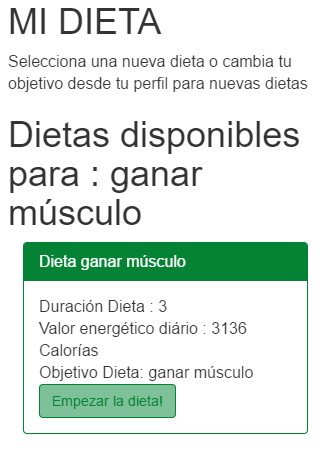 MI DIETA
Selecciona una nueva dieta o cambia tu
objetivo desde tu perfil para nuevas dietas
Dietas disponibles
para : ganar
músculo
Dieta ganar músculo
Duración Dieta : 3
Valor energético diário : 3136
Calorías
Objetivo Dieta: ganar músculo
Empezar la dieta!